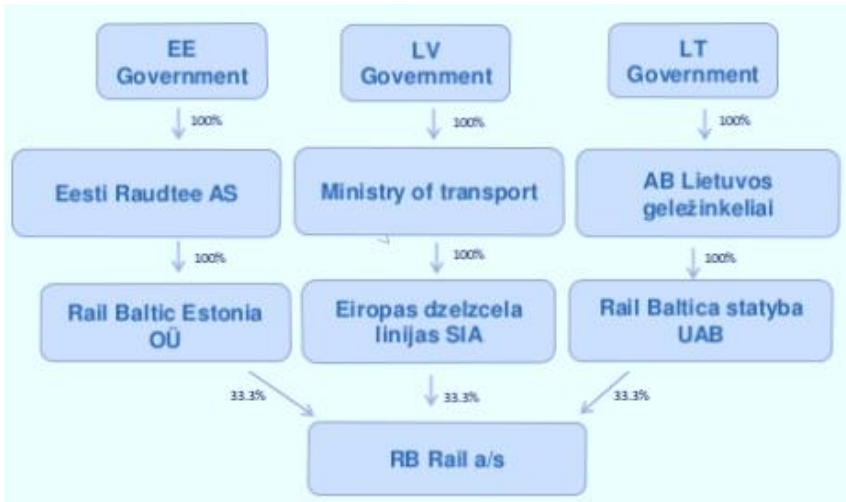 EE
Government
LV
Government
LT
Government
100%
100%
100%
Eesti Raudtee AS
Ministry of transport
AB Lietuvos
geležinkeliai
100%
100%
100%
Rail Baltic Estonia
OÜ
Eiropas dzelzcela
linijas SIA
Rail Baltica statyba
UAB
33.3%
33.3%
33.3%
RB Rail a/s